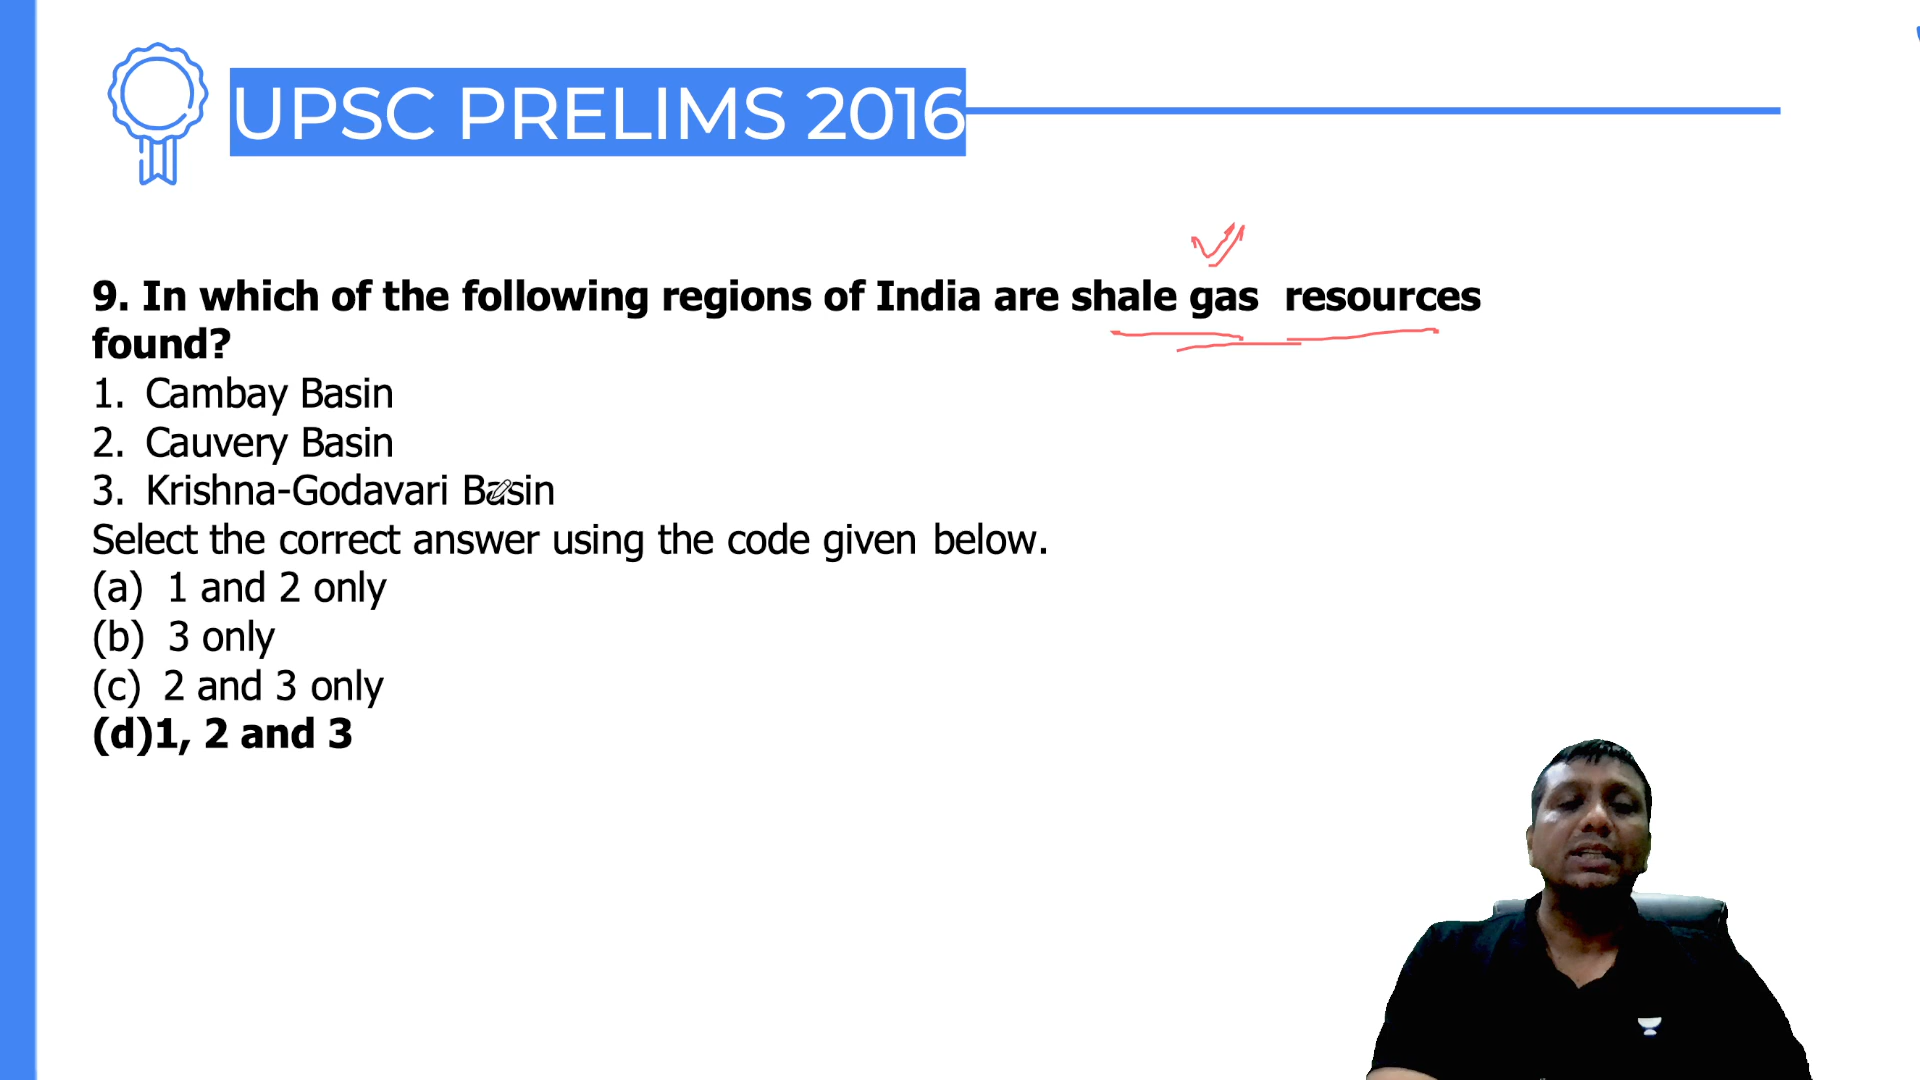 UPSC PRELIMS 2016
9. In which of the following regions of India are shale gas resources
found?
1. Cambay Basin
2. Cauvery Basin
3. Krishna-Godavari Basin
Select the correct answer using the code given below.
(a) 1 and 2 only
(b) 3 only
(c) 2 and 3 only
(d)1, 2 and 3